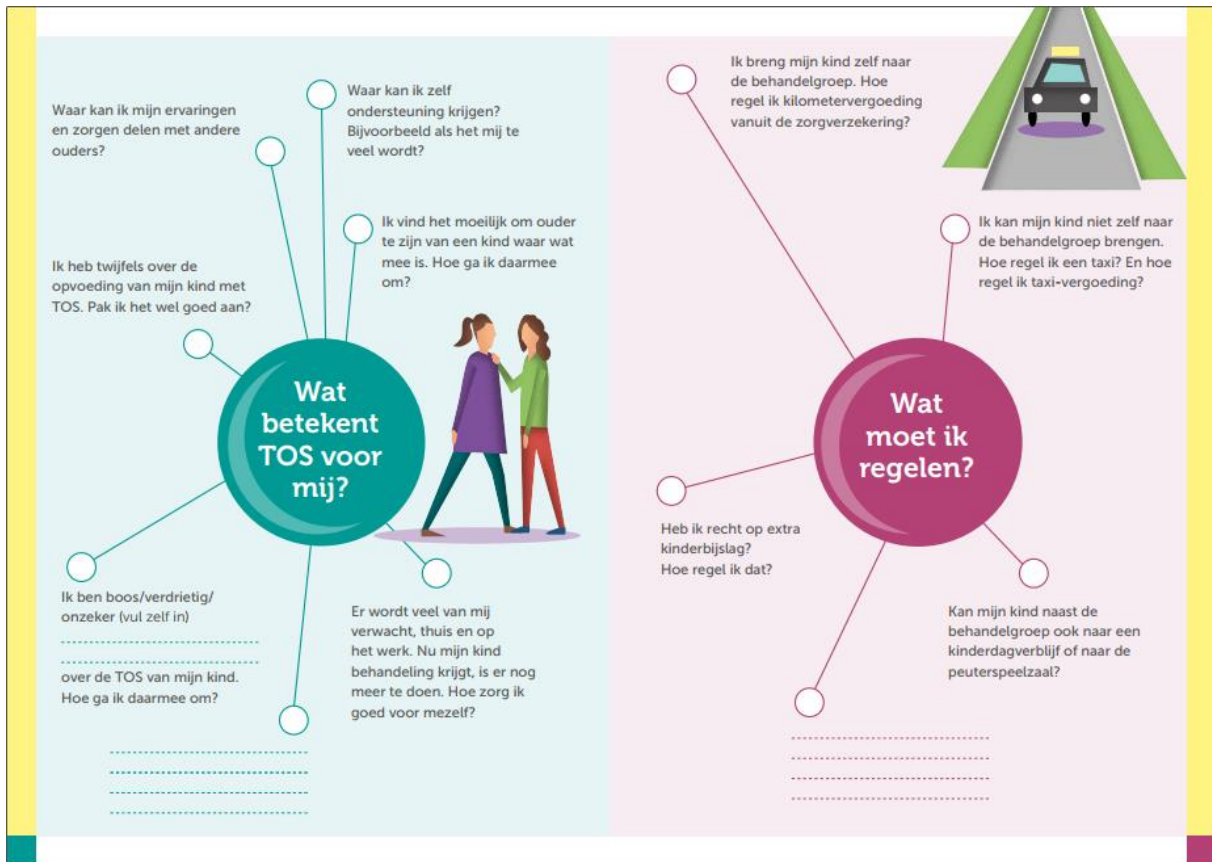 Waar kan ik mijn ervaringen
en zorgen delen met andere
ouders?
Waar kan ik zelf
ondersteuning krijgen?
Bijvoorbeeld als het mij te
veel wordt?
Ik vind het moeilijk om ouder
te zijn van een kind waar wat
mee is. Hoe ga ik daarmee
om?
Ik heb twijfels over de
opvoeding van mijn kind met
TOS. Pak ik het wel goed aan?
Wat
betekent
TOS voor
mij?
Ik ben boos/verdrietig/
onzeker (vul zelf in)
over de TOS van mijn kind.
Hoe ga ik daarmee om?
Er wordt veel van mij
verwacht, thuis en op
het werk. Nu mijn kind
behandeling krijgt, is er nog
meer te doen. Hoe zorg ik
goed voor mezelf?
Ik breng mijn kind zelf naar
de behandelgroep. Hoe
regel ik kilometervergoeding
vanuit de zorgverzekering?
Ik kan mijn kind niet zelf naar
de behandelgroep brengen.
Hoe regel ik een taxi? En hoe
regel ik taxi-vergoeding?
Wat
moet ik
regelen?
Heb ik recht op extra
kinderbijslag?
Hoe regel ik dat?
Kan mijn kind naast de
behandelgroep ook naar een
kinderdagverblijf of naar de
peuterspeelzaal?